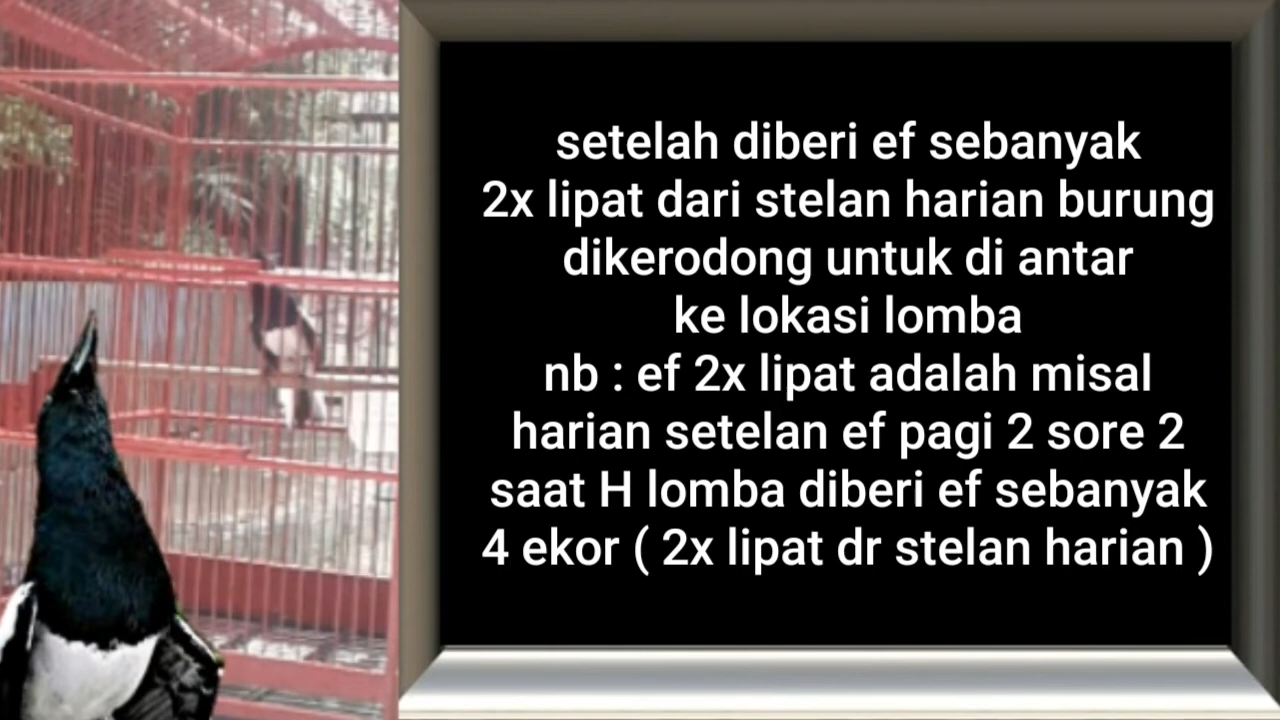 setelah diberi ef sebanyak
2x lipat dari stelan harian burung
dikerodong untuk di antar
ke lokasi lomba
nb : ef 2x lipat adalah misal
harian setelan ef pagi 2 sore 2
saat H lomba diberi ef sebanyak
4 ekor ( 2x lipat dr stelan harian )